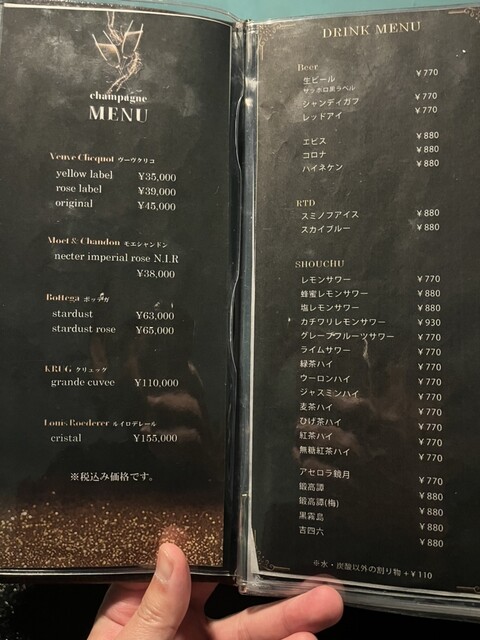 champagne
MENU
Veuve Clicquot ヴーヴクリコ
yellow label ¥35,000
rose label ¥39,000
original ¥45,000
Moet & Chandon モエシャンドン
necter imperial rose N.I.R
¥38,000
Bottega ボッテガ
stardust ¥63,000
stardust rose ¥65,000
KRUG クリュッグ
grande cuvee ¥110,000
Louis Roederer ルイロデレール
cristal ¥155,000
※税込み価格です。
DRINK MENU
Beer
生ビール ¥770
サッポロ黒ラベル
シャンディガフ ¥770
レッドアイ ¥770
エビス ¥880
コロナ ¥880
ハイネケン ¥880
RTD
スミノフアイス ¥880
スカイブルー ¥880
SHOUCHU
レモンサワー ¥770
蜂蜜レモンサワー ¥880
塩レモンサワー ¥880
カチワリレモンサワー ¥930
グレープフルーツサワー ¥770
ライムサワー ¥770
緑茶ハイ ¥770
ウーロンハイ ¥770
ジャスミンハイ ¥770
麦茶ハイ ¥770
ひげ茶ハイ ¥770
紅茶ハイ ¥770
無糖紅茶ハイ ¥770
アセロラ鏡月 ¥770
鍛高譚 ¥880
鍛高譚(梅) ¥880
黒霧島 ¥880
吉四六 ¥880
※水・炭酸以外の割り物 +¥110